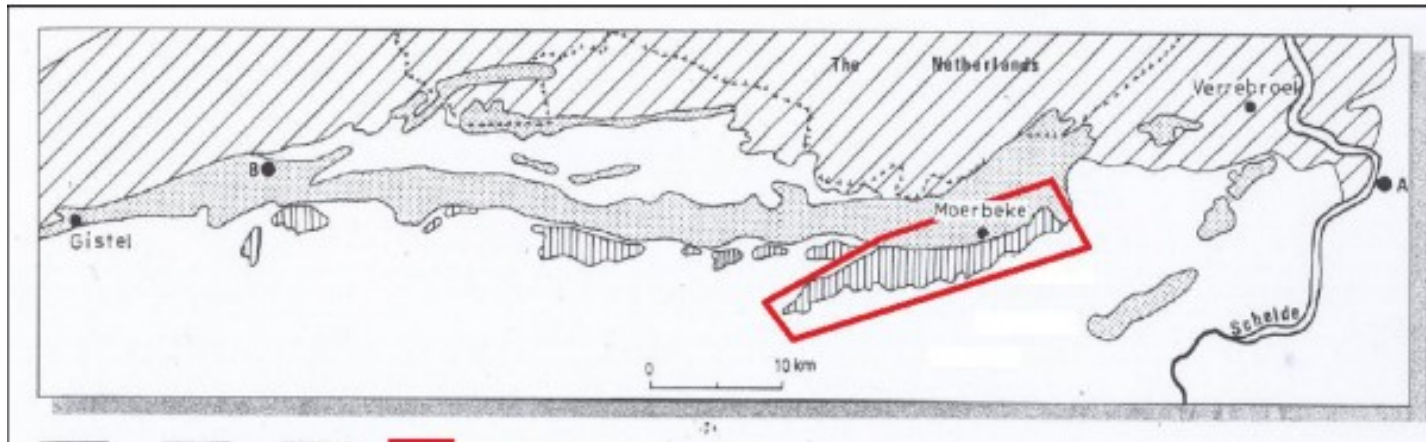 The Netherlands
Verrebroek
B
A
Moerbeke
Gistel
Schelde
0 10 km